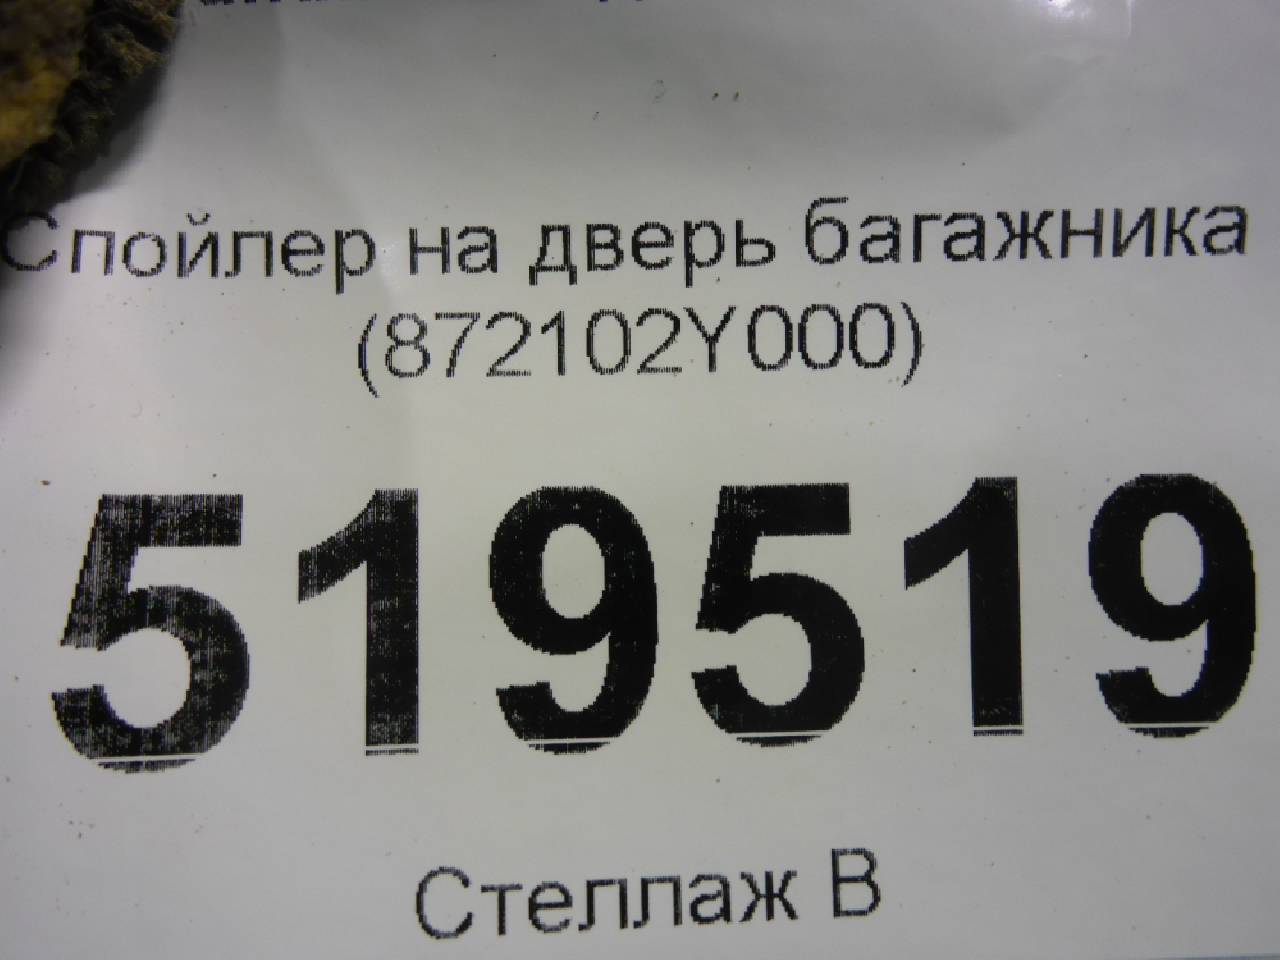 Спойлер на дверь багажника
(872102Y000)
519519
Стеллаж В